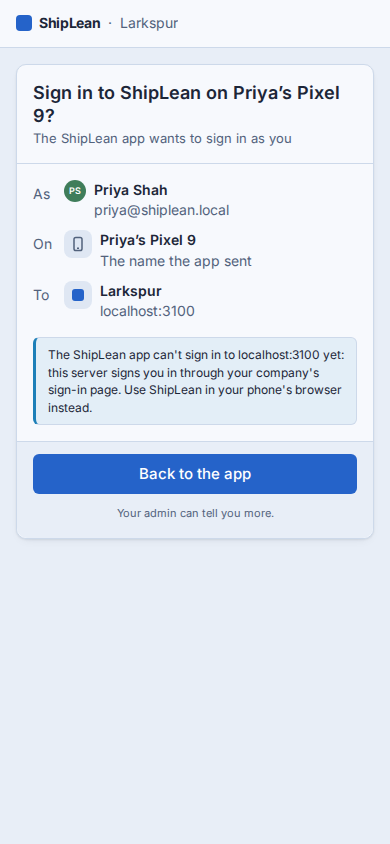 ShipLean · Larkspur
Sign in to ShipLean on Priya’s Pixel
9?
The ShipLean app wants to sign in as you
As PS Priya Shah
priya@shiplean.local
On Priya’s Pixel 9
The name the app sent
To Larkspur
localhost:3100
The ShipLean app can't sign in to localhost:3100 yet:
this server signs you in through your company's
sign-in page. Use ShipLean in your phone's browser
instead.
Back to the app
Your admin can tell you more.